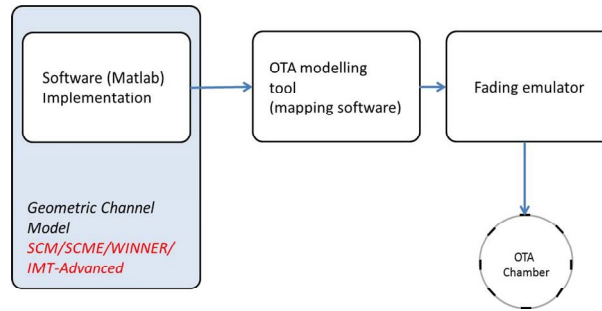 Software (Matlab)
Implementation
OTA modelling
tool
(mapping software)
Fading emulator
Geometric Channel
Model
SCM/SCME/WINNER/
IMT-Advanced
OTA
Chamber